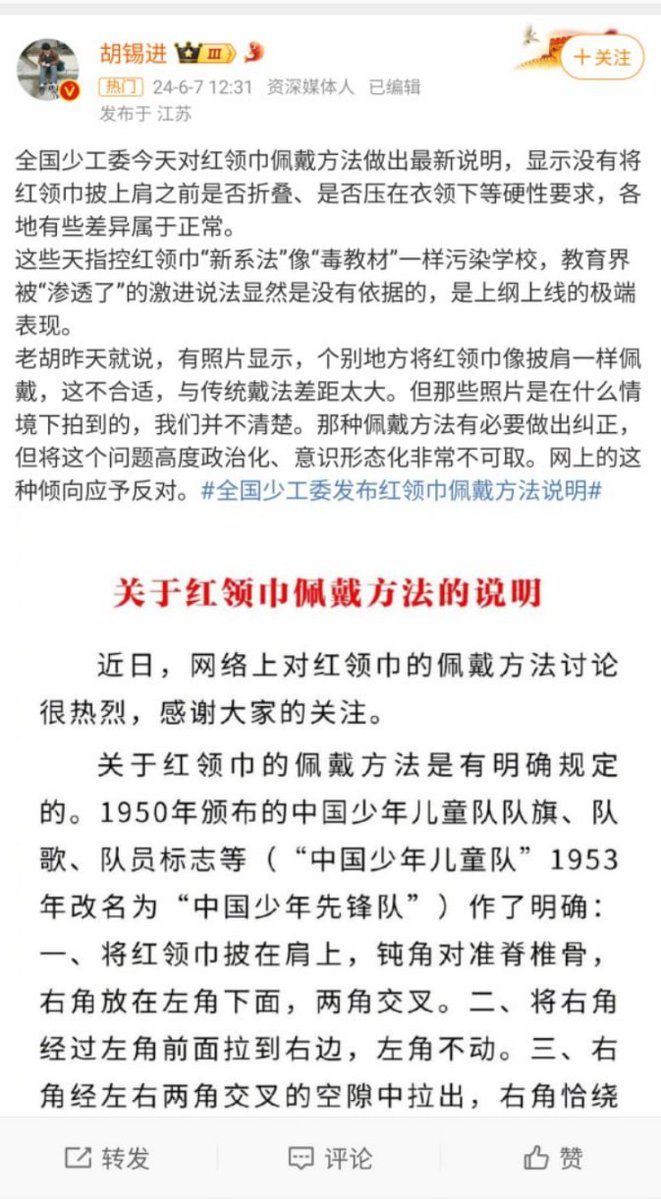 胡锡进 III
热门 24-6-7 12:31 资深媒体人 已编辑
发布于 江苏
＋关注
全国少工委今天对红领巾佩戴方法做出最新说明，显示没有将
红领巾披上肩之前是否折叠、是否压在衣领下等硬性要求，各
地有些差异属于正常。
这些天指控红领巾“新系法”像“毒教材”一样污染学校，教育界
被“渗透了”的激进说法显然是没有依据的，是上纲上线的极端
表现。
老胡昨天就说，有照片显示，个别地方将红领巾像披肩一样佩
戴，这不合适，与传统戴法差距太大。但那些照片是在什么情
境下拍到的，我们并不清楚。那种佩戴方法有必要做出纠正，
但将这个问题高度政治化、意识形态化非常不可取。网上的这
种倾向应予反对。#全国少工委发布红领巾佩戴方法说明#
关于红领巾佩戴方法的说明
近日，网络上对红领巾的佩戴方法讨论
很热烈，感谢大家的关注。
关于红领巾的佩戴方法是有明确规定
的。1950年颁布的中国少年儿童队队旗、队
歌、队员标志等（“中国少年儿童队”1953
年改名为“中国少年先锋队”）作了明确：
一、将红领巾披在肩上，钝角对准脊椎骨，
右角放在左角下面，两角交叉。二、将右角
经过左角前面拉到右边，左角不动。三、右
角经左右两角交叉的空隙中拉出，右角恰绕
转发 评论 赞